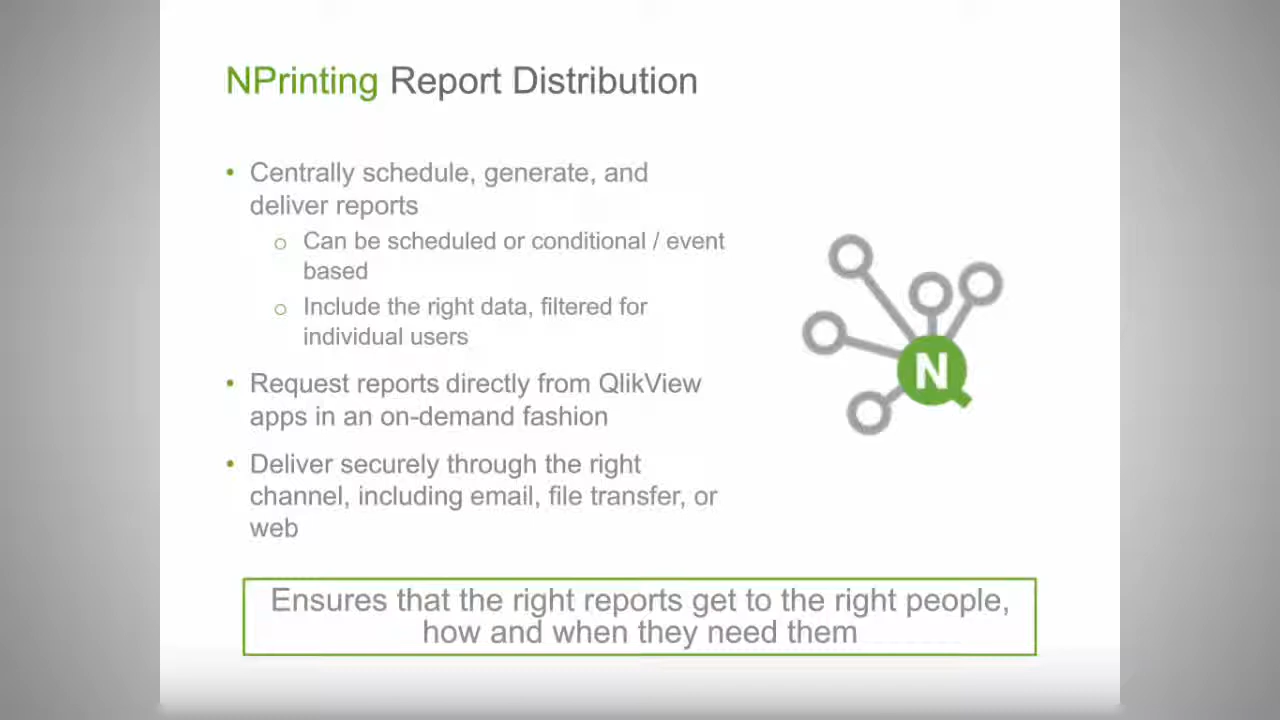 NPrinting Report Distribution
• Centrally schedule, generate, and
deliver reports
o Can be scheduled or conditional / event
based
o Include the right data, filtered for
individual users
• Request reports directly from QlikView
apps in an on-demand fashion
• Deliver securely through the right
channel, including email, file transfer, or
web
N
Ensures that the right reports get to the right people,
how and when they need them